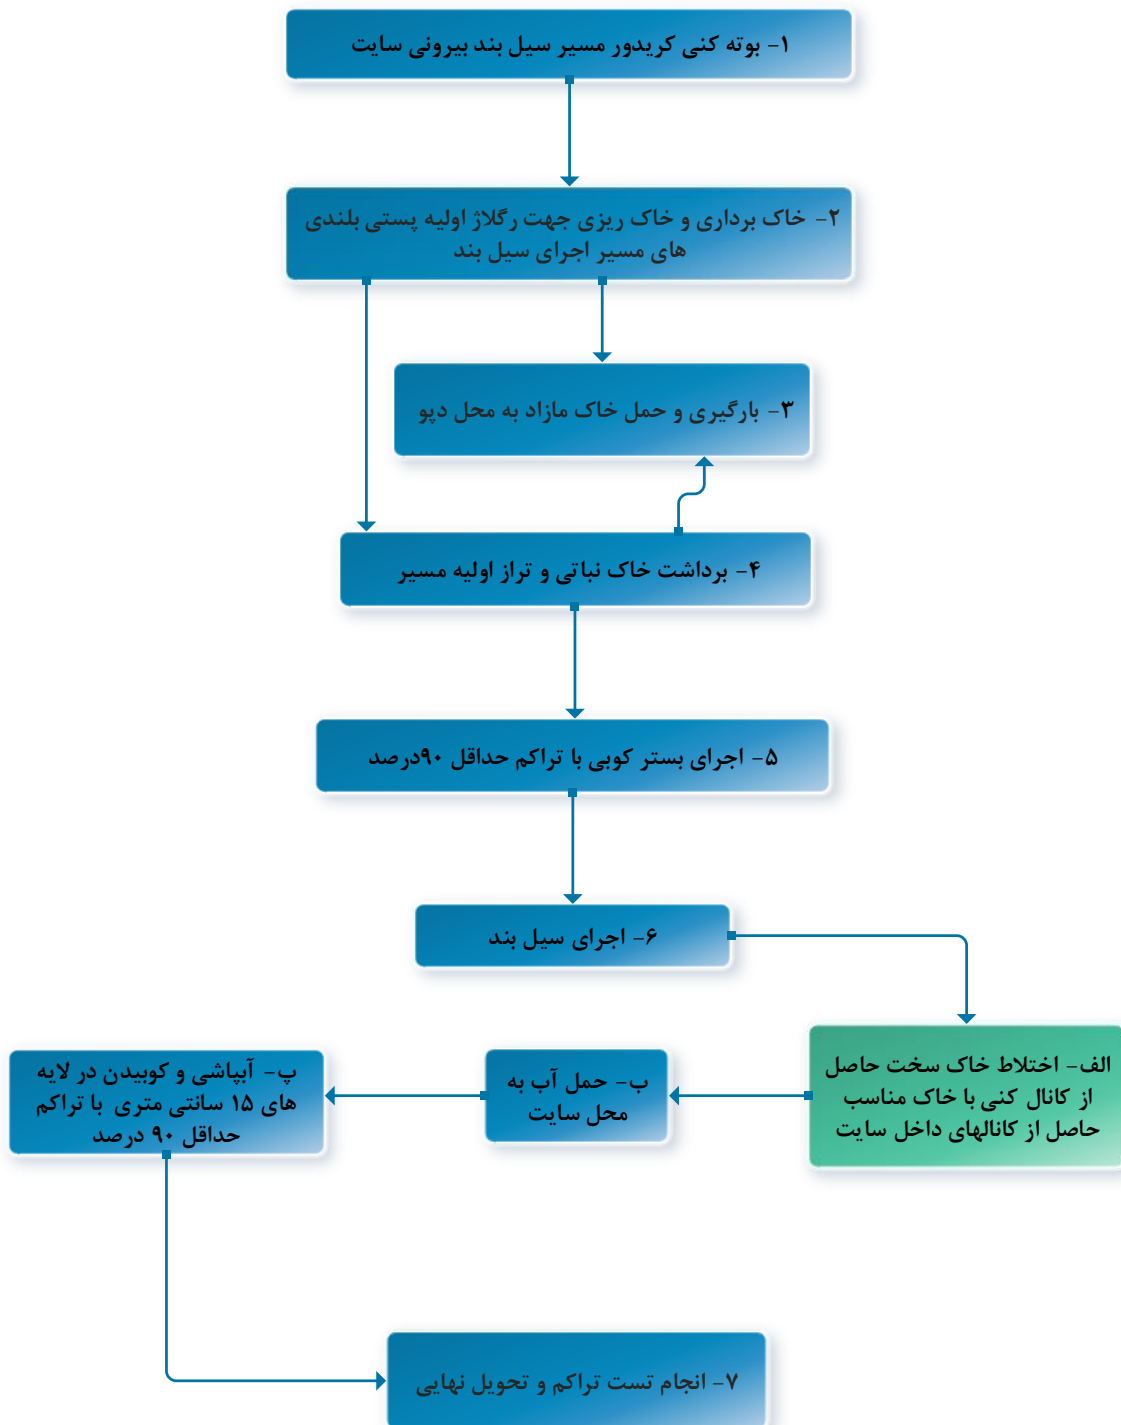 ۱- بوته کنی کریدور مسیر سیل بند بیرونی سایت
۲- خاک برداری و خاک ریزی جهت رگلاژ اولیه پستی بلندی
های مسیر اجرای سیل بند
۳- بارگیری و حمل خاک مازاد به محل دپو
۴- برداشت خاک نباتی و تراز اولیه مسیر
۵- اجرای بستر کوبی با تراکم حداقل ۹۰درصد
۶- اجرای سیل بند
الف- اختلاط خاک سخت حاصل
از کانال کنی با خاک مناسب
حاصل از کانالهای داخل سایت
ب- حمل آب به
محل سایت
پ- آبپاشی و کوبیدن در لایه
های ۱۵ سانتی متری با تراکم
حداقل ۹۰ درصد
۷- انجام تست تراکم و تحویل نهایی